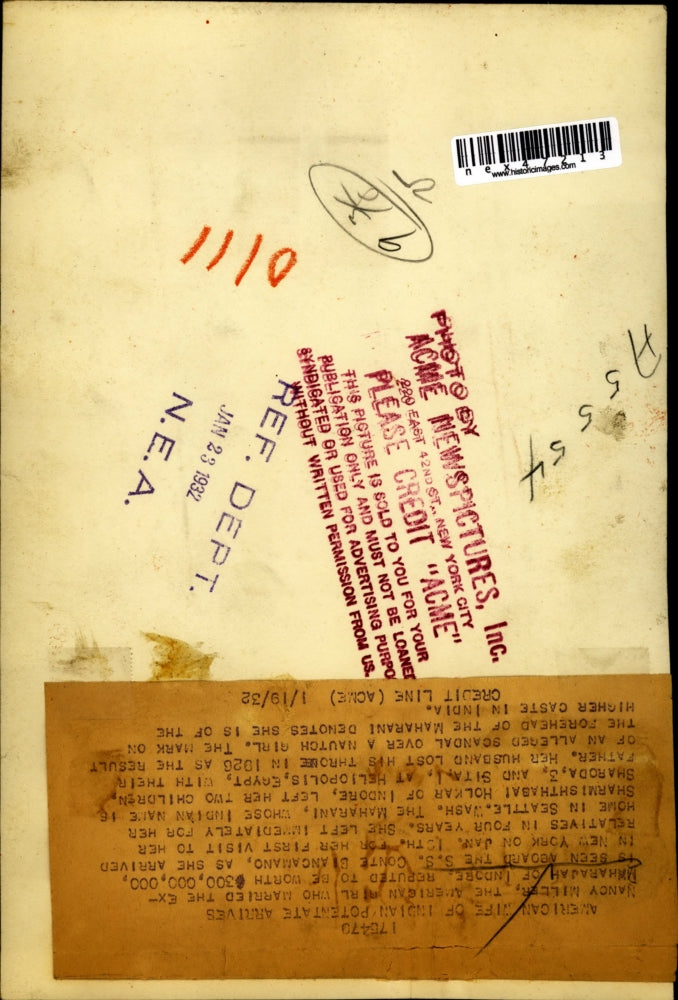 nex47213
www.historicimages.com
0111
A 5554
PHOTO BY
ACME NEWSPICTURES, Inc.
220 EAST 42ND ST., NEW YORK CITY
PLEASE CREDIT "ACME"
THIS PICTURE IS SOLD TO YOU FOR YOUR
PUBLICATION ONLY AND MUST NOT BE LOANED
SYNDICATED OR USED FOR ADVERTISING PURPO
WITHOUT WRITTEN PERMISSION FROM US.
REF. DEPT.
JAN 23 1932
N.E.A.
175479
AMERICAN WIFE OF INDIAN POTENTATE ARRIVES
NANCY MILLER, THE AMERICAN GIRL WHO MARRIED THE EX-
MAHARAJAH OF INDORE, REPUTED TO BE WORTH $300,000,000,
IS SEEN ABOARD THE S.S. CONTE BIANCAMANO, AS SHE ARRIVED
IN NEW YORK ON JAN. 19TH. FOR HER FIRST VISIT TO HER
RELATIVES IN FOUR YEARS. SHE LEFT IMMEDIATELY FOR HER
HOME IN SEATTLE, WASH. THE MAHARANI, WHOSE INDIAN NAME IS
SHARMISHTHABAI HOLKAR OF INDORE, LEFT HER TWO CHILDREN,
SHARODA, 3, AND SITA, 1, AT HELIOPOLIS, EGYPT, WITH THEIR
FATHER. HER HUSBAND LOST HIS THRONE IN 1926 AS THE RESULT
OF AN ALLEGED SCANDAL OVER A NAUTCH GIRL. THE MARK ON
THE FOREHEAD OF THE MAHARANI DENOTES SHE IS OF THE
HIGHER CASTE IN INDIA.
CREDIT LINE (ACME) 1/19/32